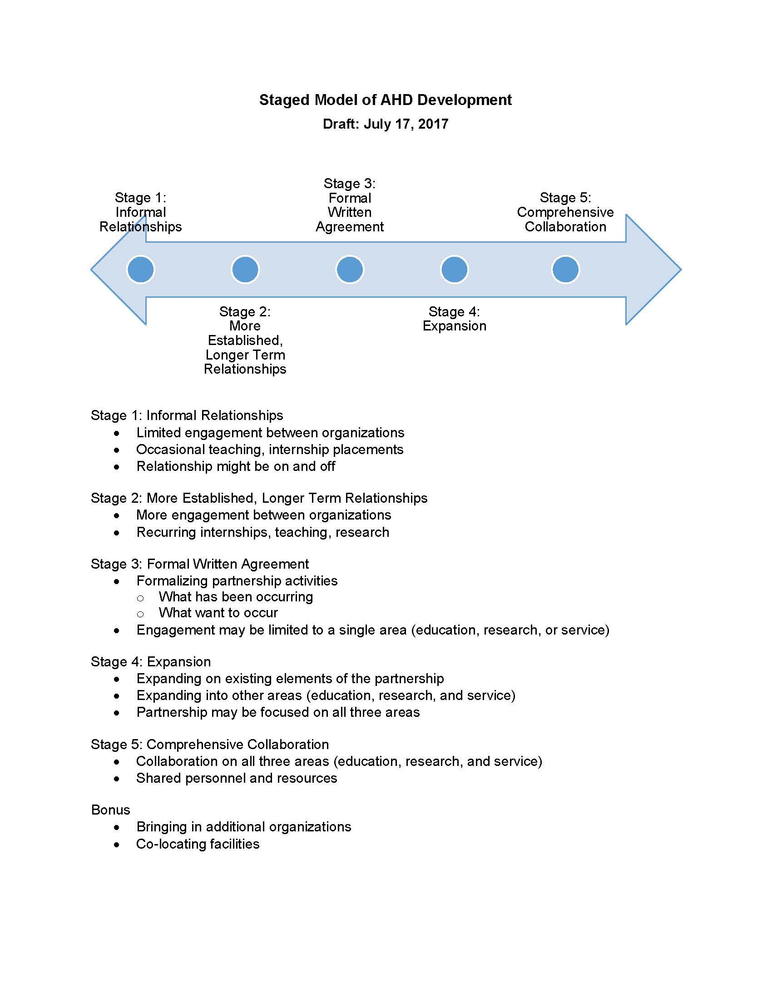 Staged Model of AHD Development
Draft: July 17, 2017
Stage 1:
Informal
Relationships
Stage 2:
More
Established,
Longer Term
Relationships
Stage 3:
Formal
Written
Agreement
Stage 4:
Expansion
Stage 5:
Comprehensive
Collaboration
Stage 1: Informal Relationships
• Limited engagement between organizations
• Occasional teaching, internship placements
• Relationship might be on and off
Stage 2: More Established, Longer Term Relationships
• More engagement between organizations
• Recurring internships, teaching, research
Stage 3: Formal Written Agreement
• Formalizing partnership activities
o What has been occurring
o What want to occur
• Engagement may be limited to a single area (education, research, or service)
Stage 4: Expansion
• Expanding on existing elements of the partnership
• Expanding into other areas (education, research, and service)
• Partnership may be focused on all three areas
Stage 5: Comprehensive Collaboration
• Collaboration on all three areas (education, research, and service)
• Shared personnel and resources
Bonus
• Bringing in additional organizations
• Co-locating facilities